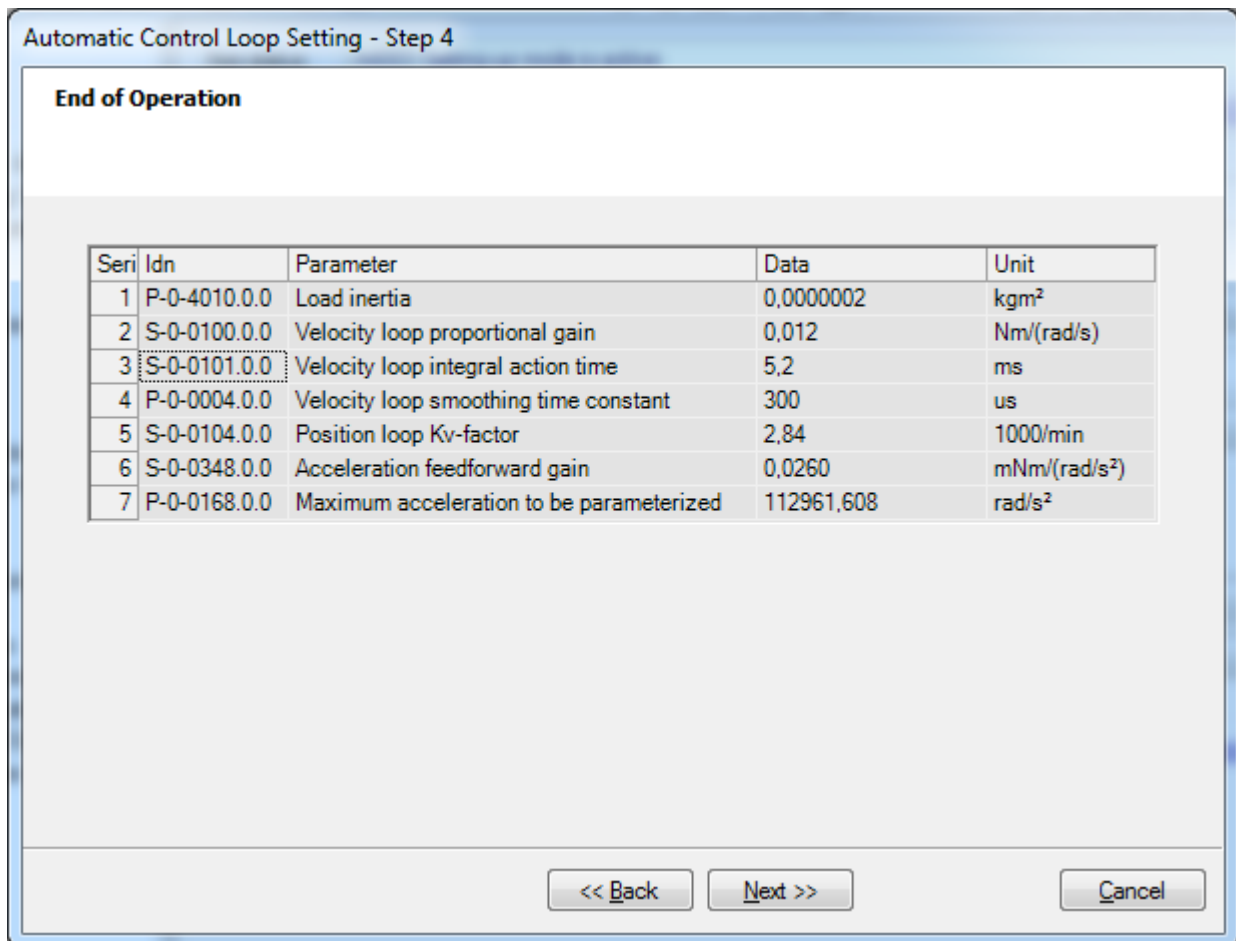 Automatic Control Loop Setting - Step 4
End of Operation
Seri Idn Parameter Data Unit
1 P-0-4010.0.0 Load inertia 0,0000002 kgm²
2 S-0-0100.0.0 Velocity loop proportional gain 0,012 Nm/(rad/s)
3 S-0-0101.0.0 Velocity loop integral action time 5,2 ms
4 P-0-0004.0.0 Velocity loop smoothing time constant 300 us
5 S-0-0104.0.0 Position loop Kv-factor 2,84 1000/min
6 S-0-0348.0.0 Acceleration feedforward gain 0,0260 mNm/(rad/s²)
7 P-0-0168.0.0 Maximum acceleration to be parameterized 112961,608 rad/s²
<< Back Next >> Cancel